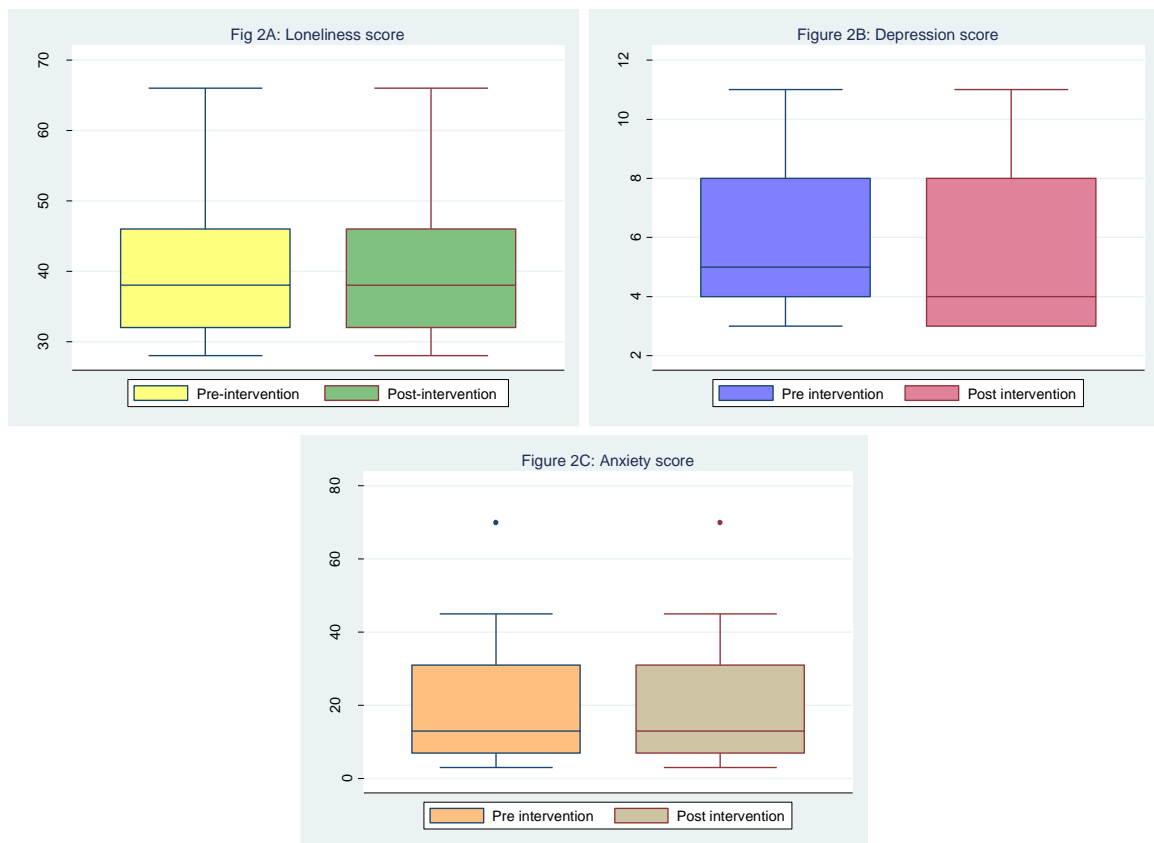 Fig 2A: Loneliness score
70
60
50
40
30
Pre-intervention Post-intervention
Figure 2B: Depression score
12
10
8
6
4
2
Pre intervention Post intervention
Figure 2C: Anxiety score
80
60
40
20
0
Pre intervention Post intervention